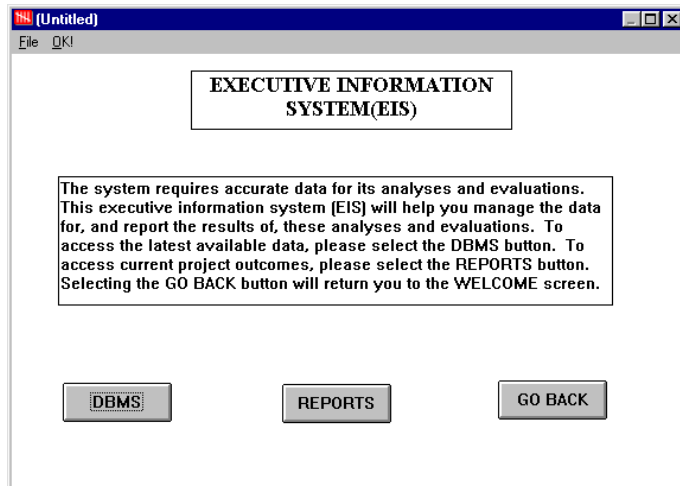 (Untitled)
File OK!
EXECUTIVE INFORMATION
SYSTEM(EIS)
The system requires accurate data for its analyses and evaluations.
This executive information system (EIS) will help you manage the data
for, and report the results of, these analyses and evaluations. To
access the latest available data, please select the DBMS button. To
access current project outcomes, please select the REPORTS button.
Selecting the GO BACK button will return you to the WELCOME screen.
DBMS
REPORTS
GO BACK